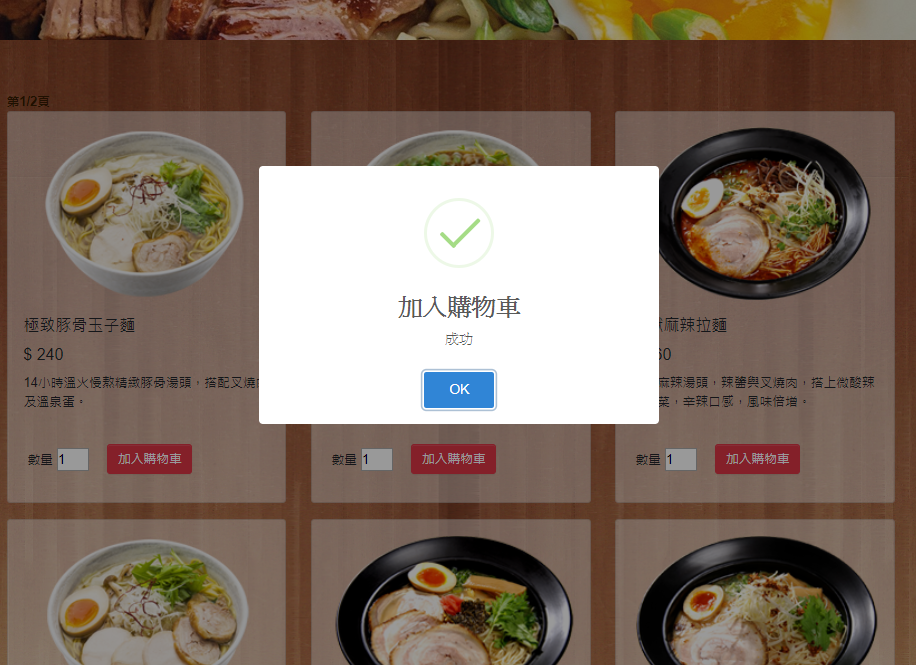 第1/2頁
加入購物車
成功
OK
極致豚骨玉子麵
$ 240
14小時溫火慢熬精緻豚骨湯頭，搭配叉燒
及溫泉蛋。
數量 1 加入購物車
數量 1 加入購物車
麻辣拉麵
60
麻辣湯頭，辣醬與叉燒肉，搭上微酸辣
菜，辛辣口感，風味倍增。
數量 1 加入購物車